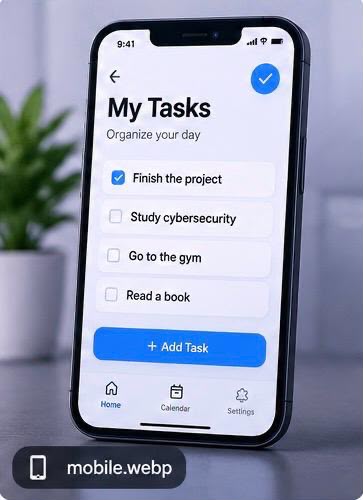 9:41
My Tasks
Organize your day
Finish the project
Study cybersecurity
Go to the gym
Read a book
+ Add Task
Home
Calendar
Settings
mobile.webp